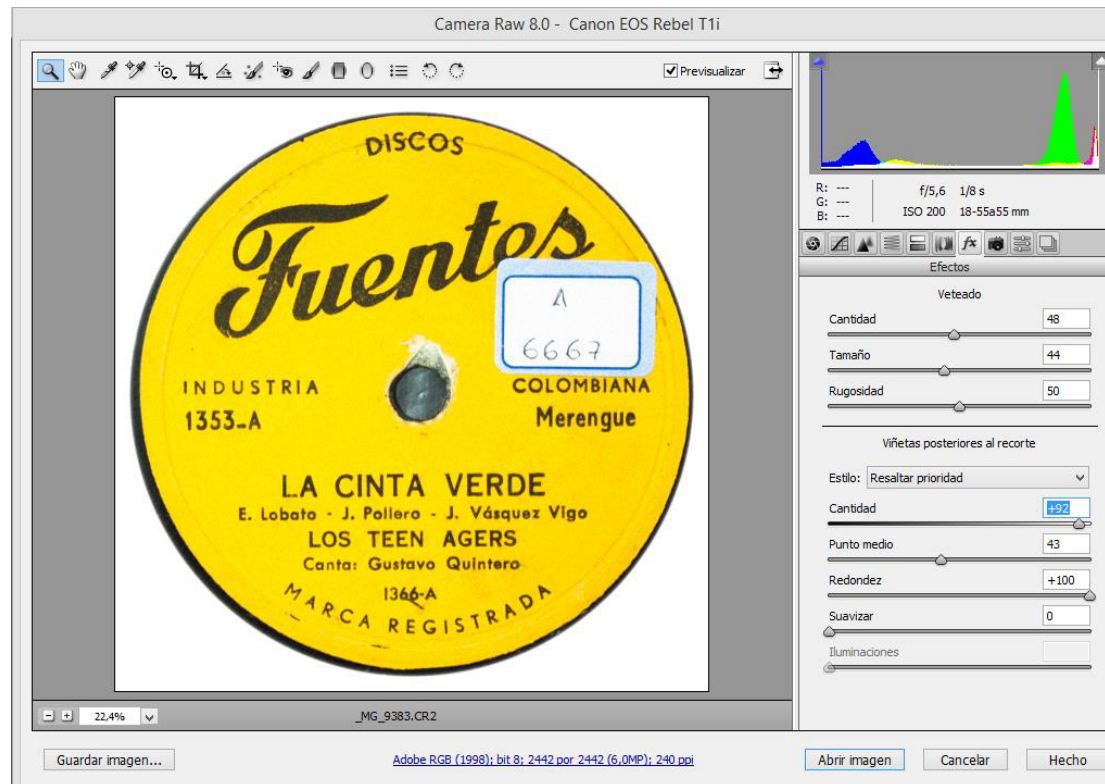 Camera Raw 8.0 - Canon EOS Rebel T1i
Previsualizar
DISCOS
Fuentes
A
6667
INDUSTRIA
COLOMBIANA
1353-A
Merengue
LA CINTA VERDE
E. Lobato - J. Pollero - J. Vásquez Vigo
LOS TEEN AGERS
Canta: Gustavo Quintero
1366-A
MARCA REGISTRADA
R: ---
G: ---
B: ---
f/5,6 1/8 s
ISO 200 18-55a55 mm
fx
Efectos
Veteado
Cantidad 48
Tamaño 44
Rugosidad 50
Viñetas posteriores al recorte
Estilo: Resaltar prioridad
Cantidad +92
Punto medio 43
Redondez +100
Suavizar 0
Iluminaciones
22,4%
_MG_9383.CR2
Guardar imagen...
Adobe RGB (1998); bit 8; 2442 por 2442 (6,0MP); 240 ppi
Abrir imagen
Cancelar
Hecho